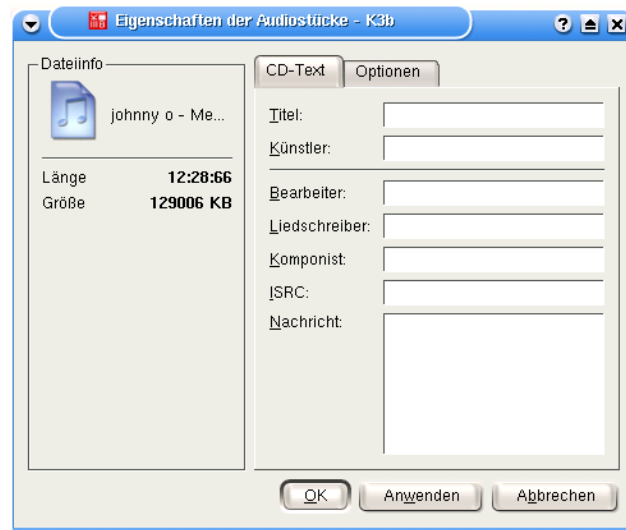 Eigenschaften der Audiostücke - K3b
Dateiinfo
johnny o - Me...
Länge 12:28:66
Größe 129006 KB
CD-Text Optionen
Titel:
Künstler:
Bearbeiter:
Liedschreiber:
Komponist:
ISRC:
Nachricht:
OK Anwenden Abbrechen